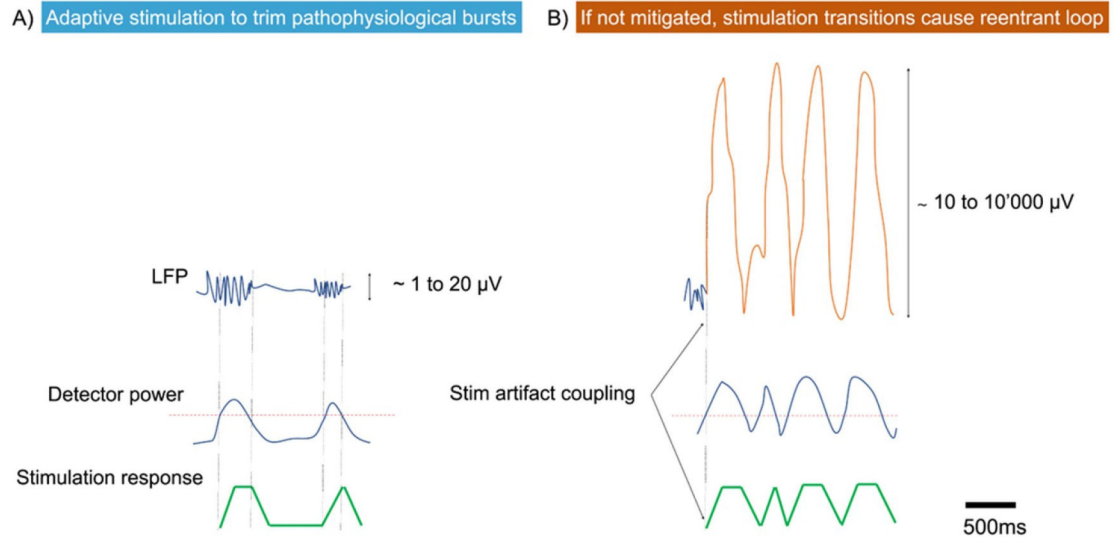 A) Adaptive stimulation to trim pathophysiological bursts
B) If not mitigated, stimulation transitions cause reentrant loop
LFP
~ 1 to 20 µV
~ 10 to 10'000 µV
Detector power
Stim artifact coupling
Stimulation response
500ms